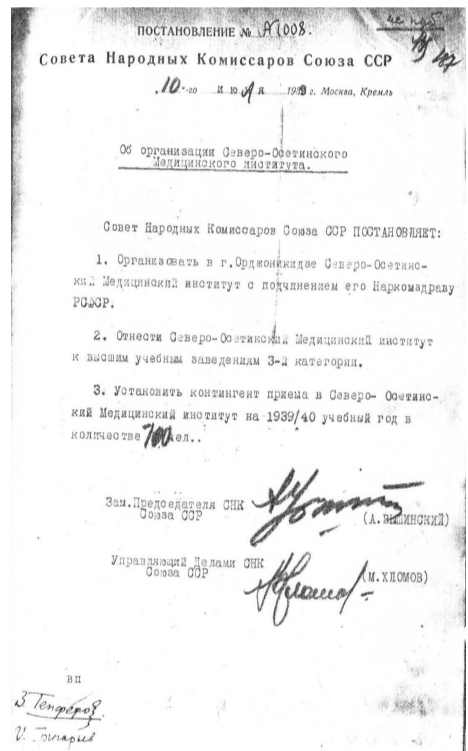 ПОСТАНОВЛЕНИЕ № 1008.
Совета Народных Комиссаров Союза ССР
10-го июля 1939 г. Москва, Кремль
Об организации Северо-Осетинского
Медицинского института.
Совет Народных Комиссаров Союза ССР ПОСТАНОВЛЯЕТ:
1. Организовать в г.Орджоникидзе Северо-Осетинс-
кий Медицинский институт с подчинением его Наркомздраву
РСФСР.
2. Отнести Северо-Осетинский Медицинский институт
к высшим учебным заведениям 3-й категории.
3. Установить контингент приема в Северо- Осетинс-
кий Медицинский институт на 1939/40 учебный год в
количестве чел..
Зам.Председателя СНК
Союза ССР
(А.ВЫШИНСКИЙ)
Управляющий Делами СНК
Союза ССР
(М.ХЛОМОВ)
вп